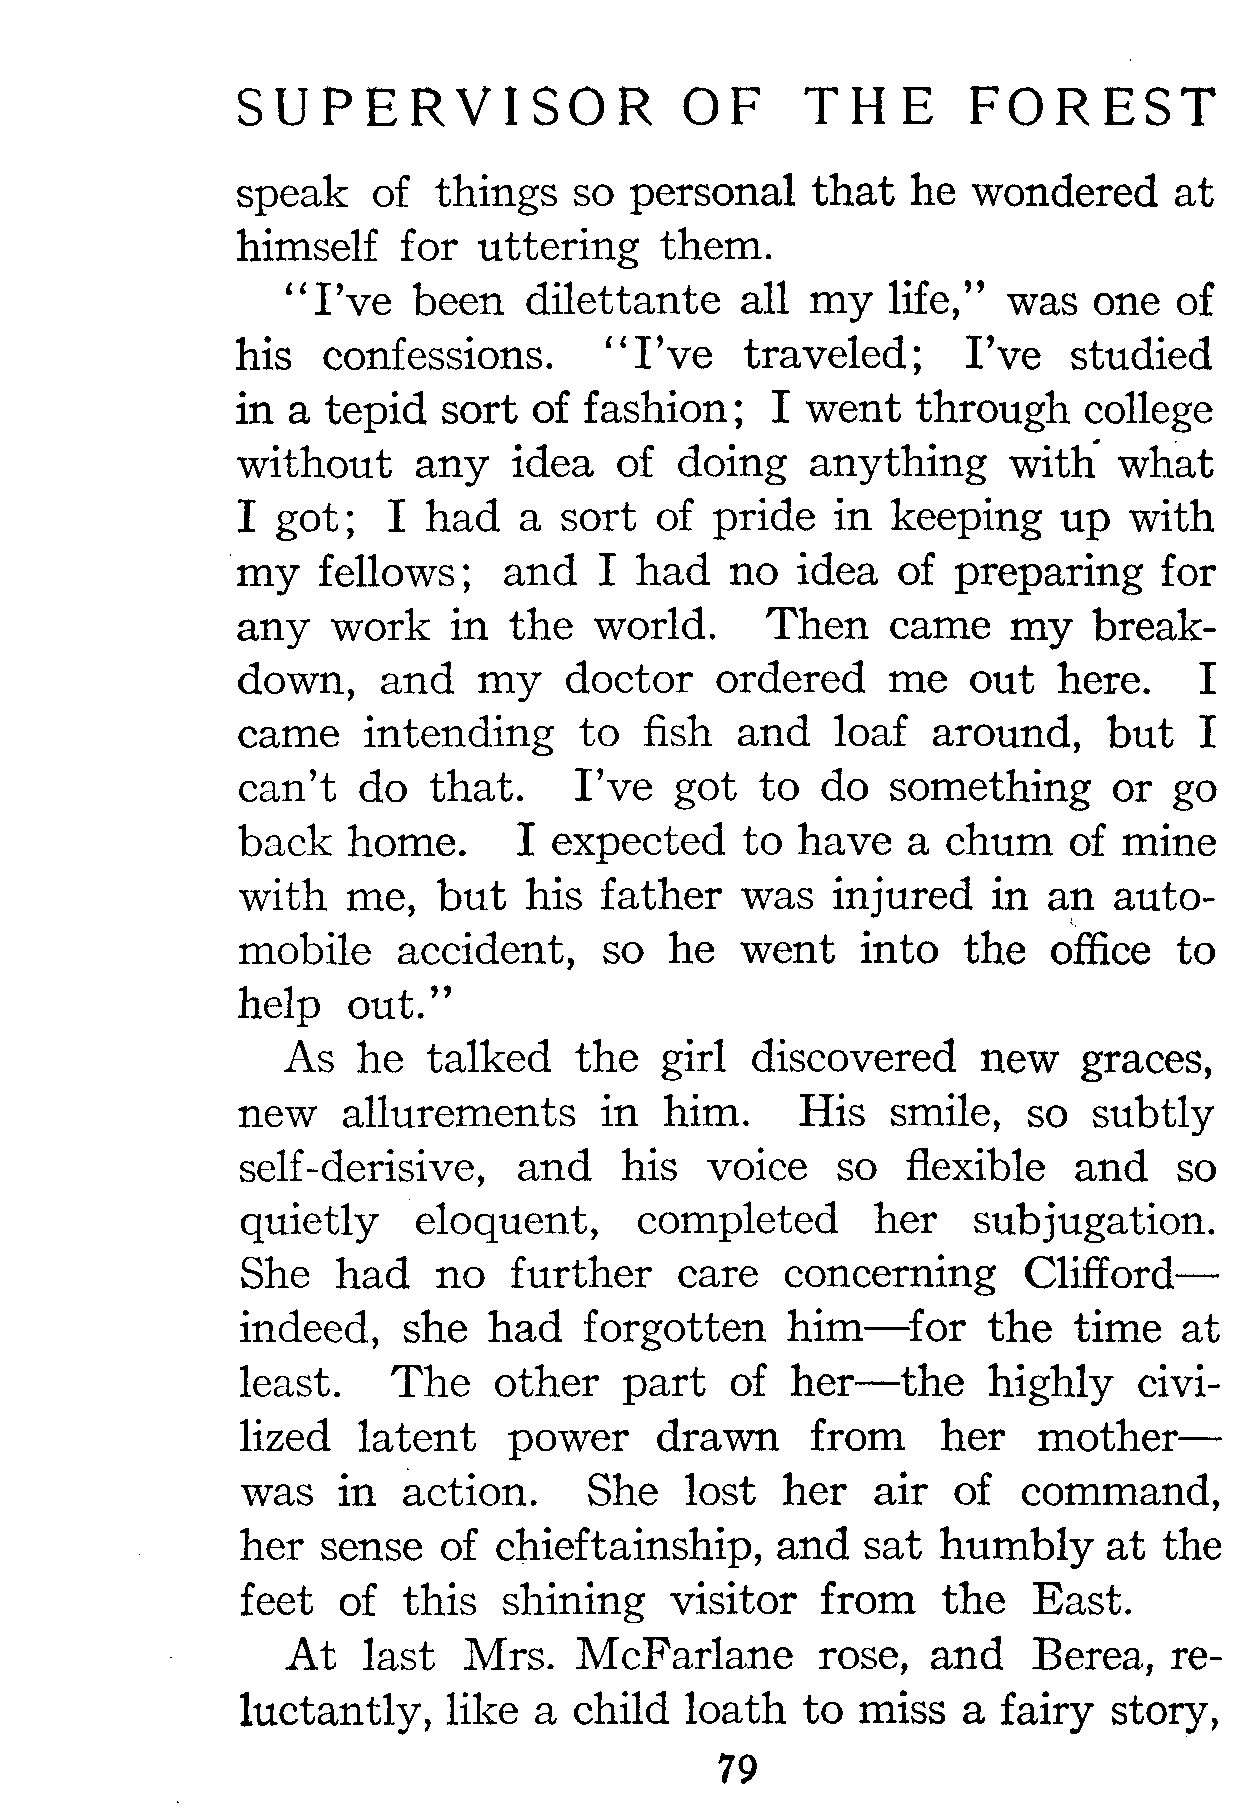 SUPERVISOR OF THE FOREST
speak of things so personal that he wondered at
himself for uttering them.
“I’ve been dilettante all my life,” was one of
his confessions. “I’ve traveled; I’ve studied
in a tepid sort of fashion; I went through college
without any idea of doing anything with what
I got; I had a sort of pride in keeping up with
my fellows; and I had no idea of preparing for
any work in the world. Then came my break-
down, and my doctor ordered me out here. I
came intending to fish and loaf around, but I
can’t do that. I’ve got to do something or go
back home. I expected to have a chum of mine
with me, but his father was injured in an auto-
mobile accident, so he went into the office to
help out.”
As he talked the girl discovered new graces,
new allurements in him. His smile, so subtly
self-derisive, and his voice so flexible and so
quietly eloquent, completed her subjugation.
She had no further care concerning Clifford—
indeed, she had forgotten him—for the time at
least. The other part of her—the highly civi-
lized latent power drawn from her mother—
was in action. She lost her air of command,
her sense of chieftainship, and sat humbly at the
feet of this shining visitor from the East.
At last Mrs. McFarlane rose, and Berea, re-
luctantly, like a child loath to miss a fairy story,
79